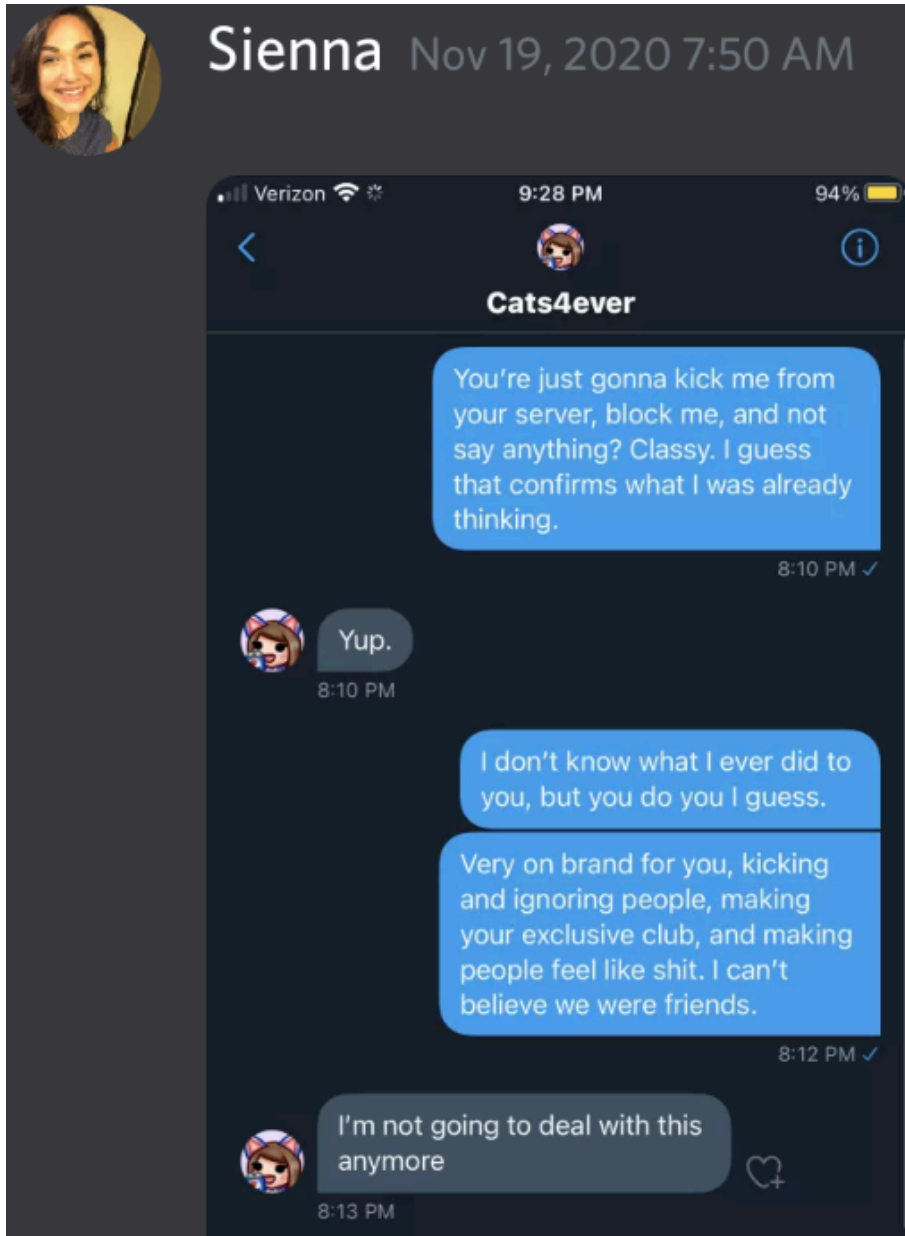 Sienna Nov 19, 2020 7:50 AM
Verizon 9:28 PM 94%
Cats4ever
You're just gonna kick me from
your server, block me, and not
say anything? Classy. I guess
that confirms what I was already
thinking.
8:10 PM ✓
Yup.
8:10 PM
I don't know what I ever did to
you, but you do you I guess.
Very on brand for you, kicking
and ignoring people, making
your exclusive club, and making
people feel like shit. I can't
believe we were friends.
8:12 PM ✓
I'm not going to deal with this
anymore
8:13 PM